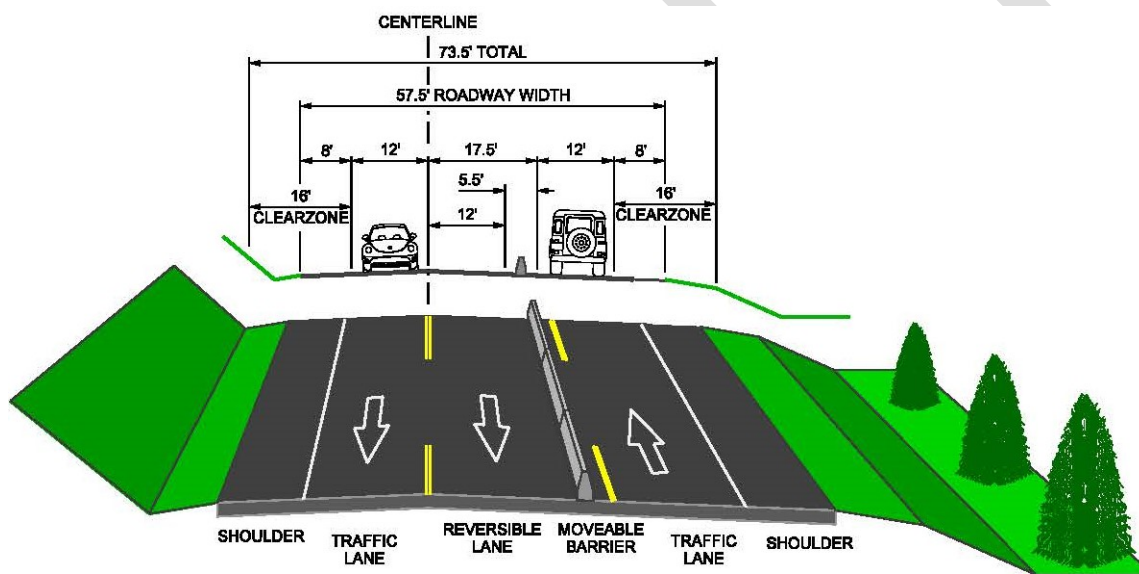 CENTERLINE
73.5' TOTAL
57.5' ROADWAY WIDTH
8'
12'
17.5'
12'
8'
5.5'
16'
CLEARZONE
12'
16'
CLEARZONE
SHOULDER
TRAFFIC
LANE
REVERSIBLE
LANE
MOVEABLE
BARRIER
TRAFFIC
LANE
SHOULDER